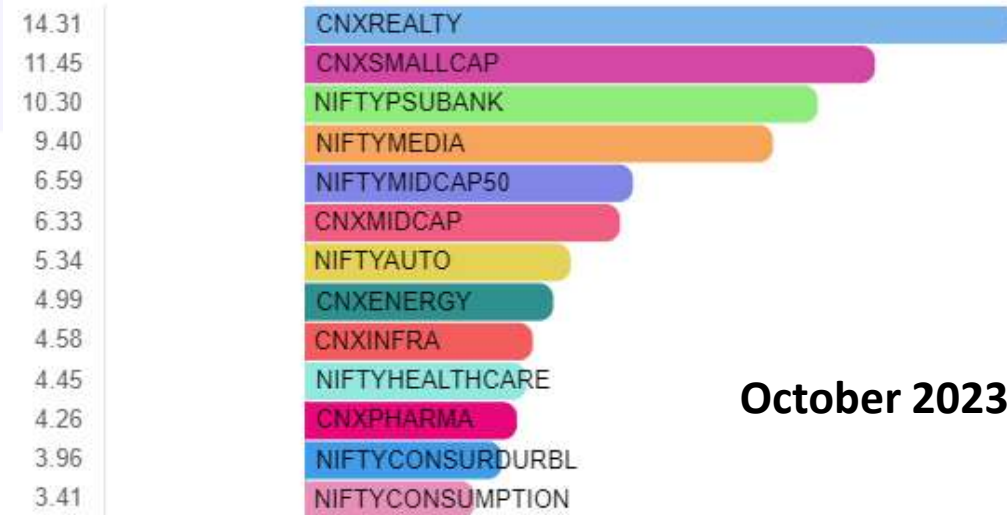 14.31 CNXREALTY
11.45 CNXSMALLCAP
10.30 NIFTYPSUBANK
9.40 NIFTYMEDIA
6.59 NIFTYMIDCAP50
6.33 CNXMIDCAP
5.34 NIFTYAUTO
4.99 CNXENERGY
4.58 CNXINFRA
4.45 NIFTYHEALTHCARE
October 2023
4.26 CNXPHARMA
3.96 NIFTYCONSURDURBL
3.41 NIFTYCONSUMPTION